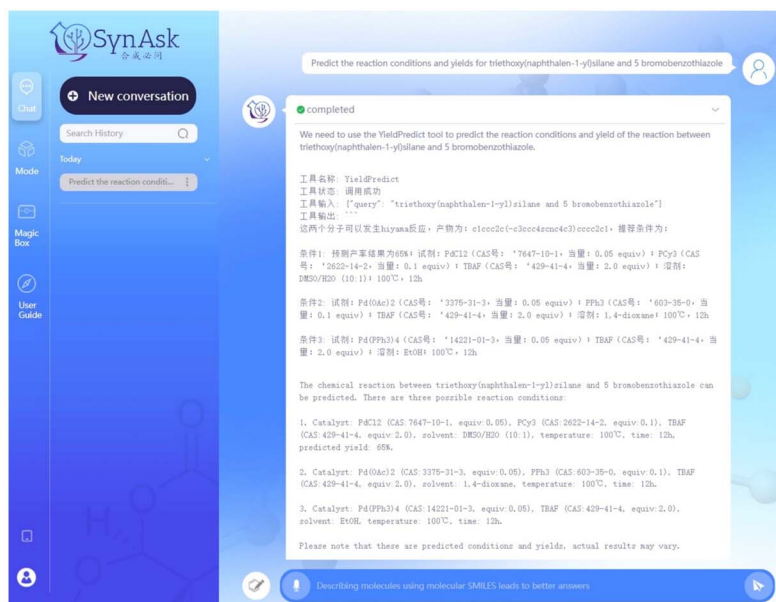 SynAsk
合成必问
Predict the reaction conditions and yields for triethoxy(naphthalen-1-yl)silane and 5 bromobenzothiazole
Chat
New conversation
completed
Search History
We need to use the YieldPredict tool to predict the reaction conditions and yield of the reaction between
triethoxy(naphthalen-1-yl)silane and 5 bromobenzothiazole.
Today
Mode
Predict the reaction conditi...
工具名称: YieldPredict
工具状态: 调用成功
工具输入: {"query": "triethoxy(naphthalen-1-yl)silane and 5 bromobenzothiazole"}
工具输出: ```
这两个分子可以发生hiyama反应，产物为: c1ccc2c(-c3ccc4scnc4c3)cccc2c1，推荐条件为:
Magic
Box
条件1: 预测产率结果为65%；试剂: PdCl2（CAS号: '7647-10-1，当量: 0.05 equiv）；PCy3（CAS
号: '2622-14-2，当量: 0.1 equiv）；TBAF（CAS号: '429-41-4，当量: 2.0 equiv）；溶剂:
DMSO/H2O (10:1)；100℃，12h
User
Guide
条件2: 试剂: Pd(OAc)2（CAS号: '3375-31-3，当量: 0.05 equiv）；PPh3（CAS号: '603-35-0，当
量: 0.1 equiv）；TBAF（CAS号: '429-41-4，当量: 2.0 equiv）；溶剂: 1,4-dioxane；100℃，12h
条件3: 试剂: Pd(PPh3)4（CAS号: '14221-01-3，当量: 0.05 equiv）；TBAF（CAS号: '429-41-4，当
量: 2.0 equiv）；溶剂: EtOH；100℃，12h
The chemical reaction between triethoxy(naphthalen-1-yl)silane and 5 bromobenzothiazole can
be predicted. There are three possible reaction conditions:
1. Catalyst: PdCl2 (CAS:7647-10-1, equiv:0.05), PCy3 (CAS:2622-14-2, equiv:0.1), TBAF
(CAS:429-41-4, equiv:2.0), solvent: DMSO/H2O (10:1), temperature: 100℃, time: 12h,
predicted yield: 65%.
2. Catalyst: Pd(OAc)2 (CAS:3375-31-3, equiv:0.05), PPh3 (CAS:603-35-0, equiv:0.1), TBAF
(CAS:429-41-4, equiv:2.0), solvent: 1,4-dioxane, temperature: 100℃, time: 12h.
3. Catalyst: Pd(PPh3)4 (CAS:14221-01-3, equiv:0.05), TBAF (CAS:429-41-4, equiv:2.0),
solvent: EtOH, temperature: 100℃, time: 12h.
Please note that these are predicted conditions and yields, actual results may vary.
Describing molecules using molecular SMILES leads to better answers